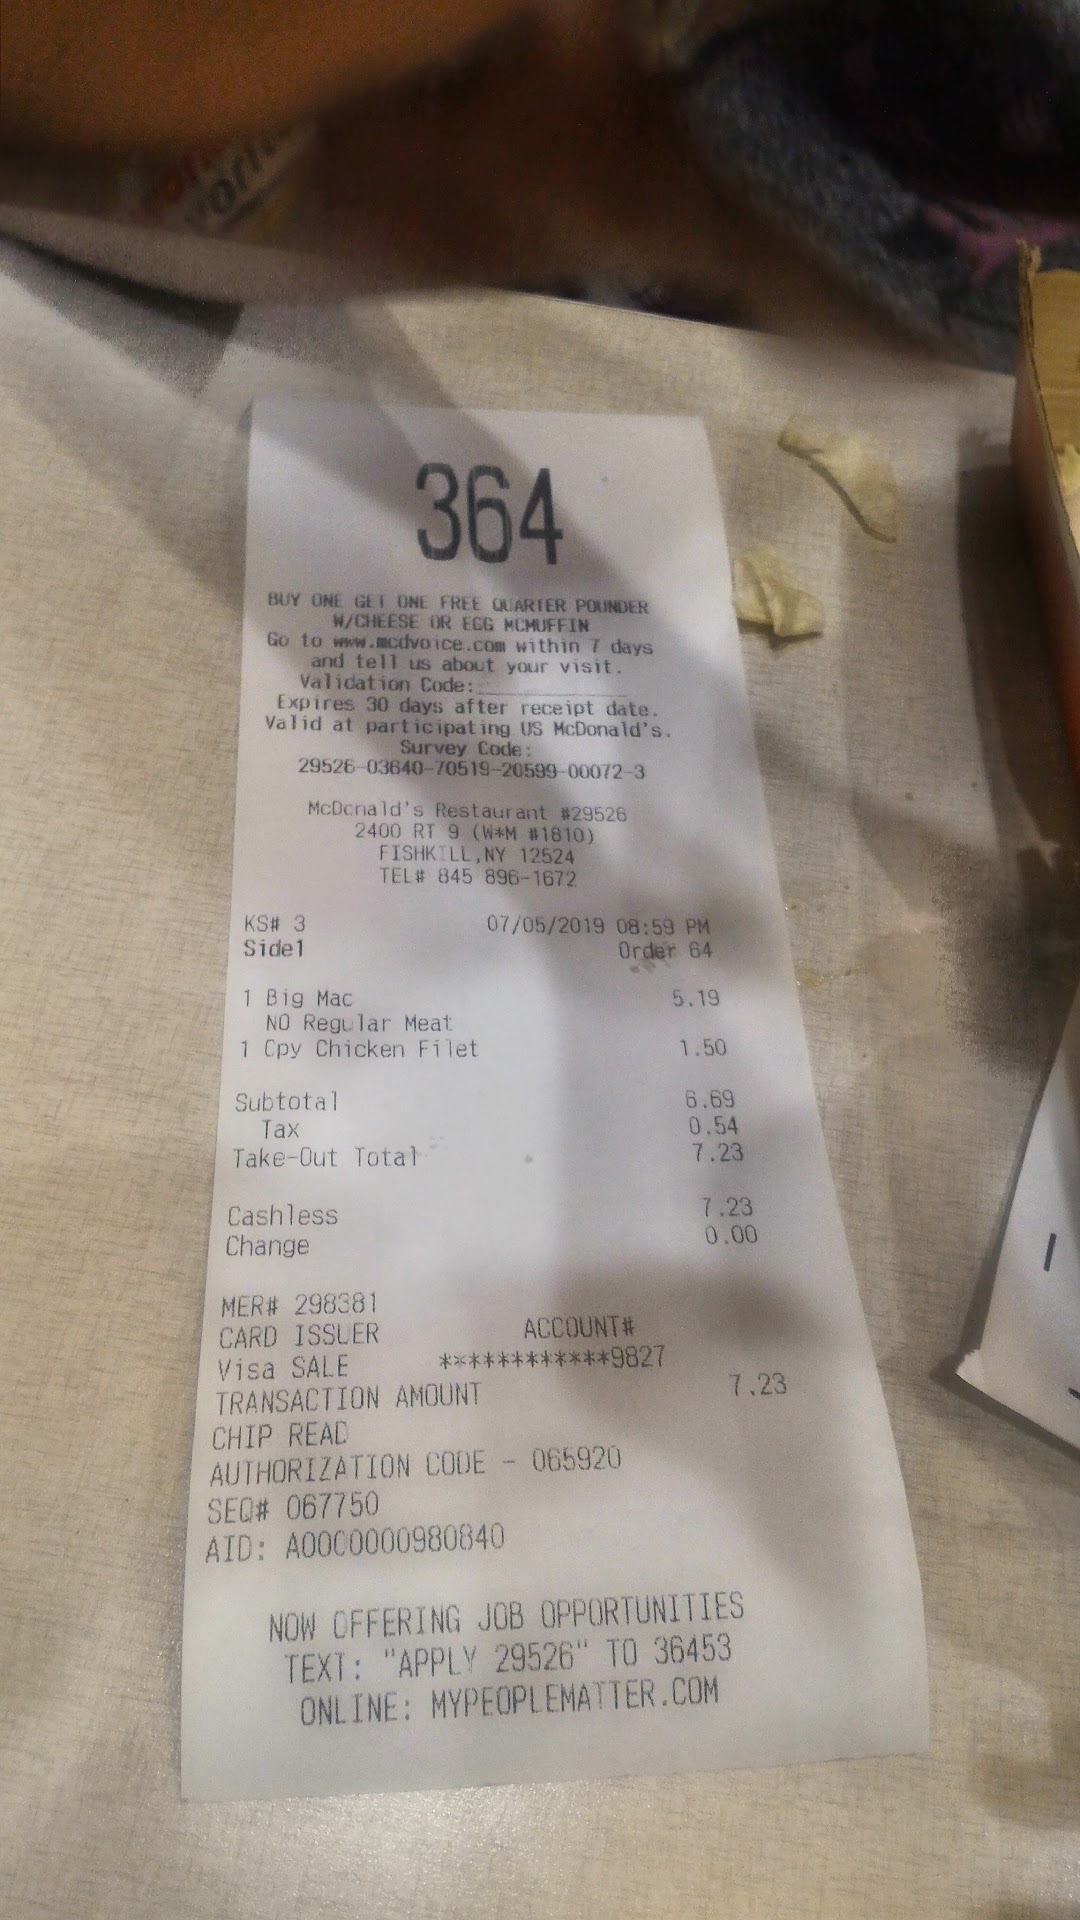 364
BUY ONE GET ONE FREE QUARTER POUNDER
W/CHEESE OR EGG MCMUFFIN
Go to www.mcdvoice.com within 7 days
and tell us about your visit.
Validation Code:
Expires 30 days after receipt date.
Valid at participating US McDonald's.
Survey Code:
29526-03640-70519-20599-00072-3
McDonald's Restaurant #29526
2400 RT 9 (W*M #1810)
FISHKILL,NY 12524
TEL# 845 896-1672
KS# 3 07/05/2019 08:59 PM
Side1 Order 64
1 Big Mac 5.19
NO Regular Meat
1 Cpy Chicken Filet 1.50
Subtotal 6.69
Tax 0.54
Take-Out Total 7.23
Cashless 7.23
Change 0.00
MER# 298381
CARD ISSUER ACCOUNT#
Visa SALE ************9827
TRANSACTION AMOUNT 7.23
CHIP READ
AUTHORIZATION CODE - 065920
SEQ# 067750
AID: A0000000980840
NOW OFFERING JOB OPPORTUNITIES
TEXT: "APPLY 29526" TO 36453
ONLINE: MYPEOPLEMATTER.COM